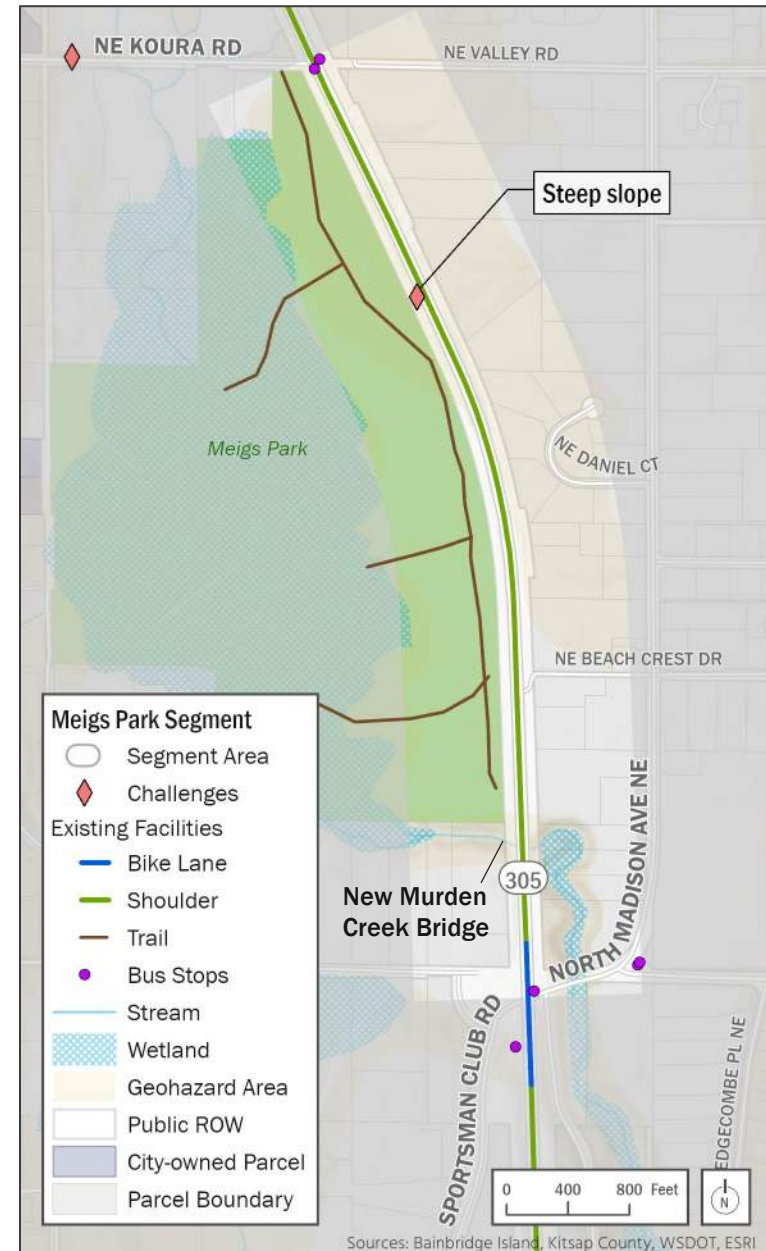 NE KOURA RD
NE VALLEY RD
Steep slope
Meigs Park
NE DANIEL CT
NE BEACH CREST DR
NORTH MADISON AVE NE
New Murden
Creek Bridge
305
SPORTSMAN CLUB RD
EDGECOMBE PL NE
Meigs Park Segment
Segment Area
Challenges
Existing Facilities
Bike Lane
Shoulder
Trail
Bus Stops
Stream
Wetland
Geohazard Area
Public ROW
City-owned Parcel
Parcel Boundary
0 400 800 Feet
N
Sources: Bainbridge Island, Kitsap County, WSDOT, ESRI